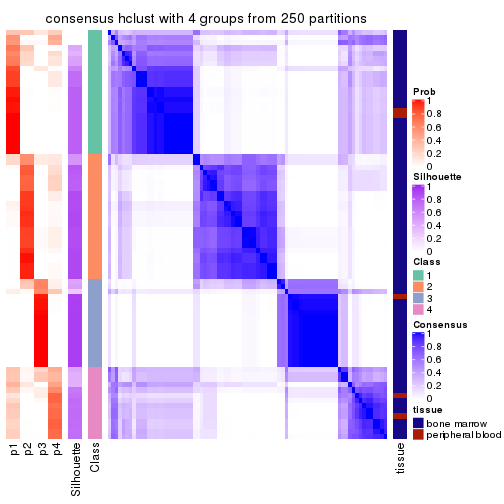 consensus hclust with 4 groups from 250 partitions
Prob
1
0.8
0.6
0.4
0.2
0
Silhouette
1
0.8
0.6
0.4
0.2
0
Class
1
2
3
4
Consensus
1
0.8
0.6
0.4
0.2
0
tissue
bone marrow
peripheral blood
p1
p2
p3
p4
Silhouette
Class
tissue